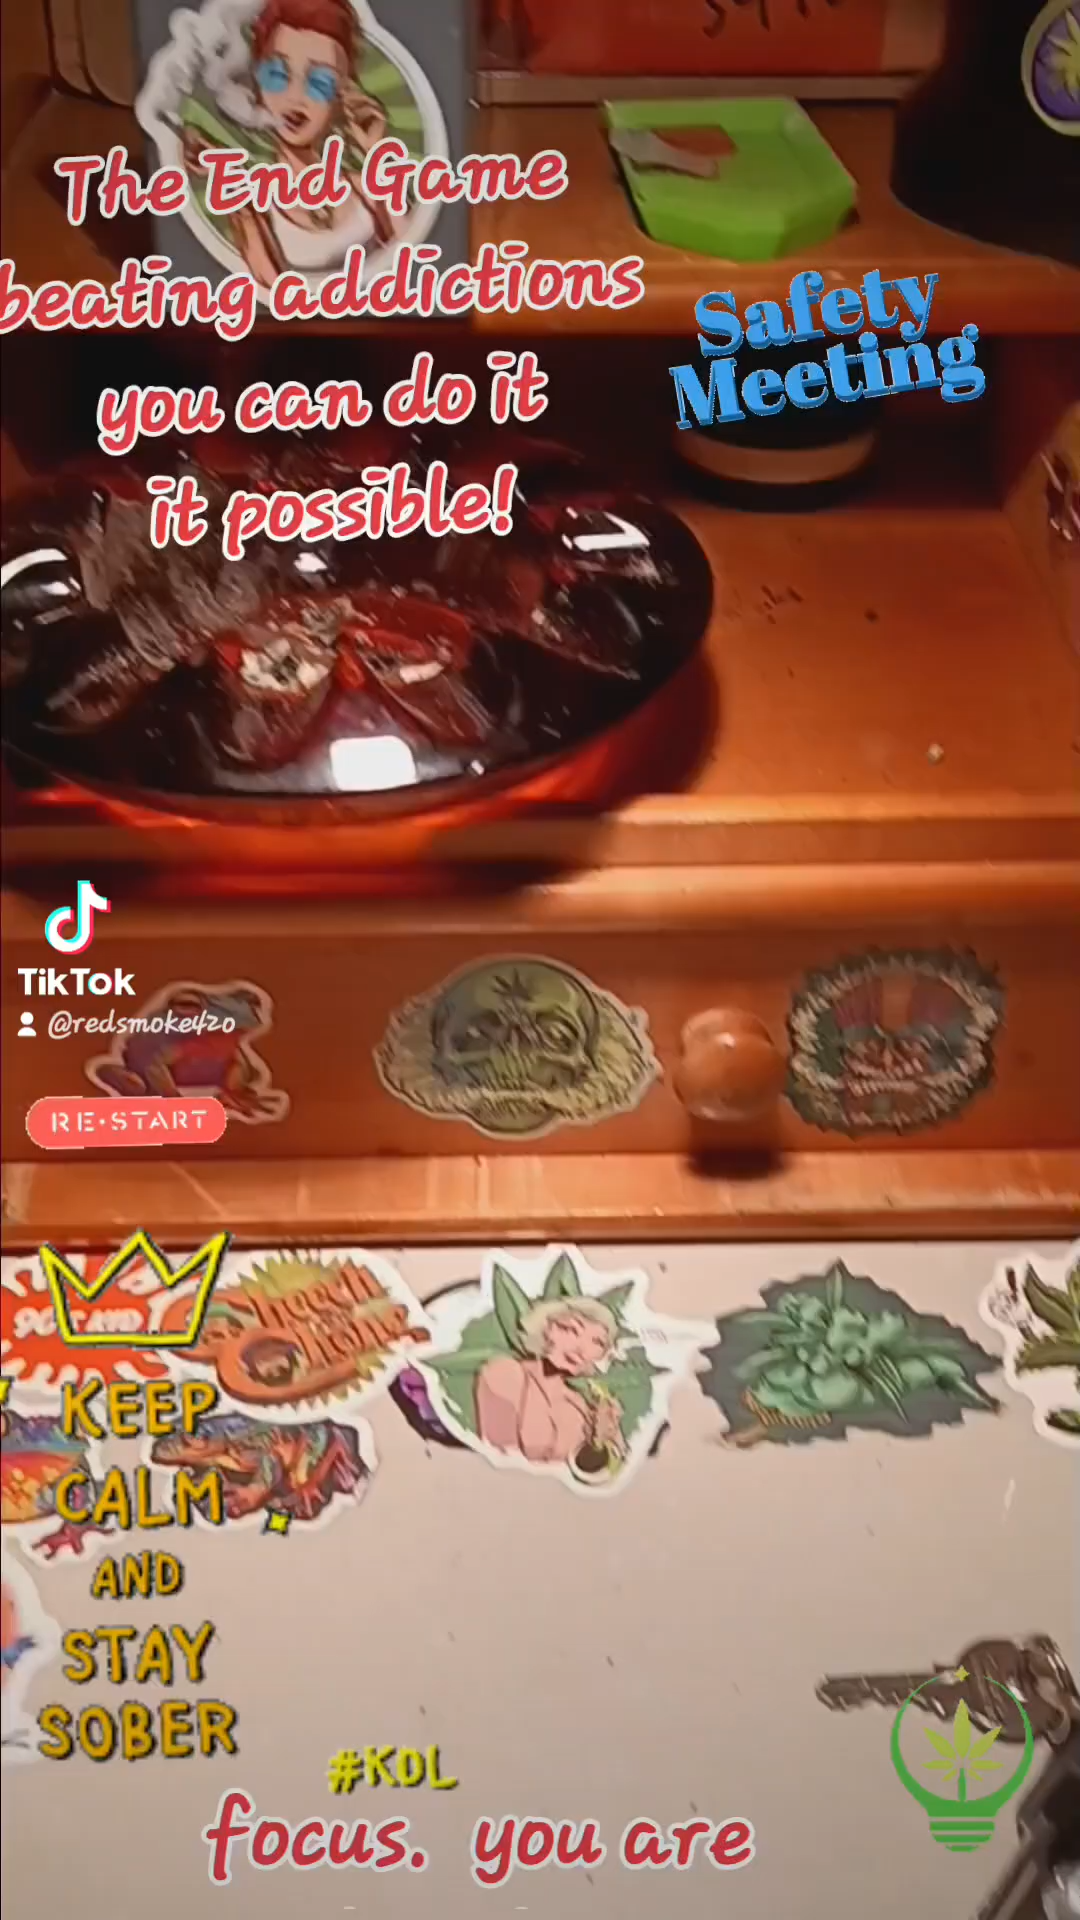 The End Game
beating addictions
you can do it
it possible!
Safety
Meeting
TikTok
@redsmoke420
RE•START
KEEP
CALM
AND
STAY
SOBER
#KOL
focus. you are